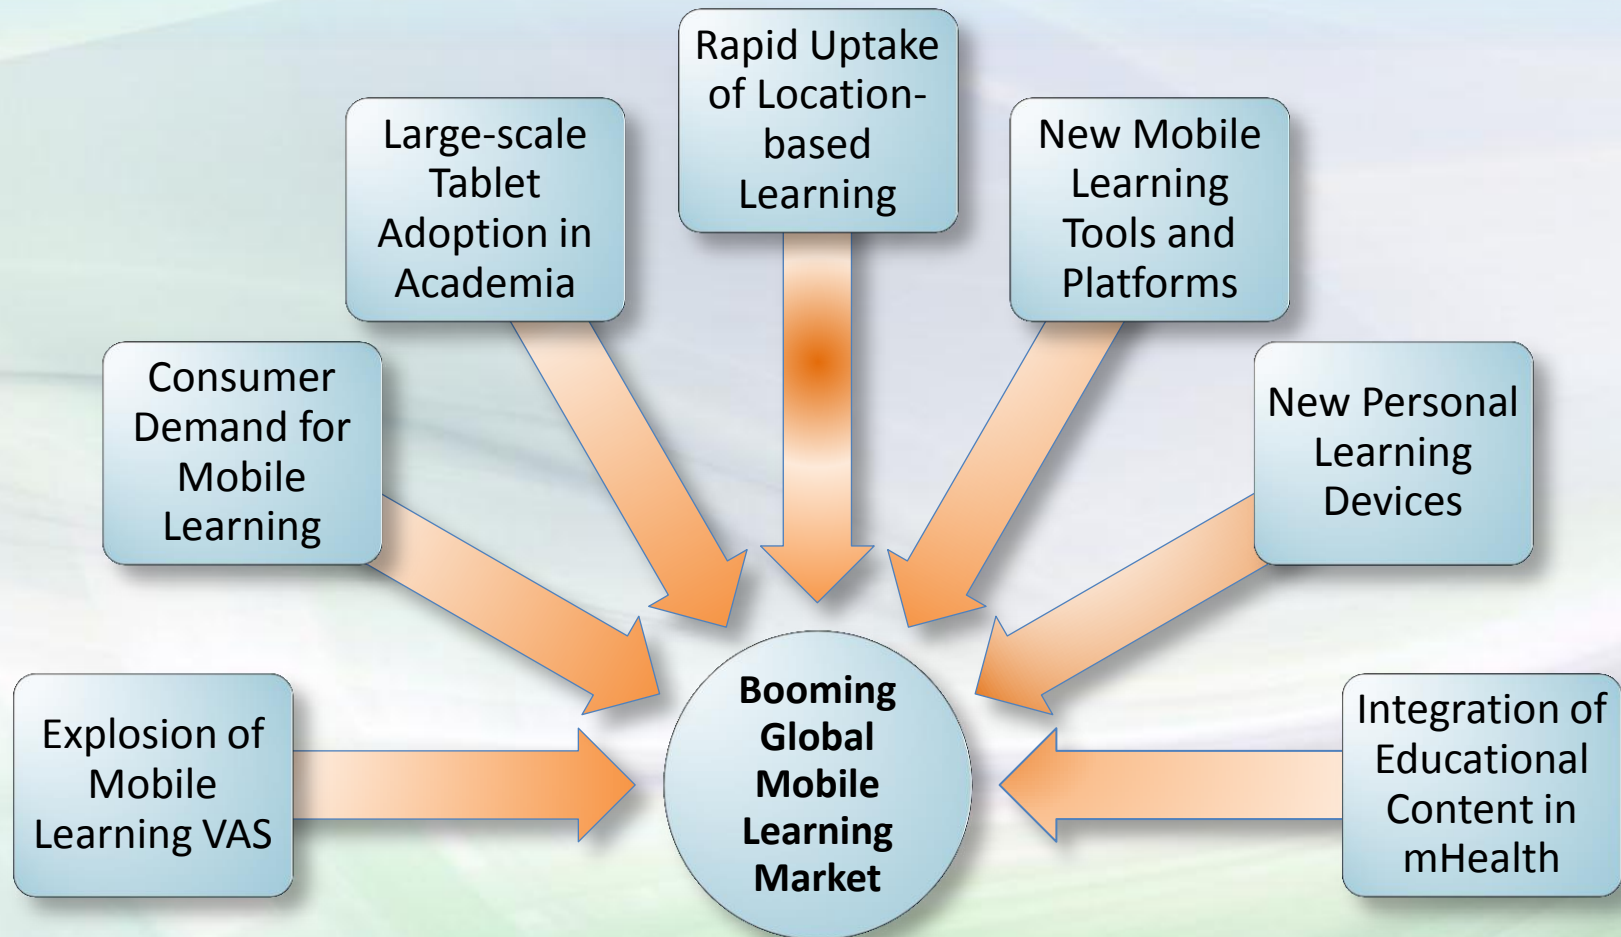 Rapid Uptake
of Location-
based
Learning
Large-scale
Tablet
Adoption in
Academia
New Mobile
Learning
Tools and
Platforms
Consumer
Demand for
Mobile
Learning
New Personal
Learning
Devices
Explosion of
Mobile
Learning VAS
Booming
Global
Mobile
Learning
Market
Integration of
Educational
Content in
mHealth